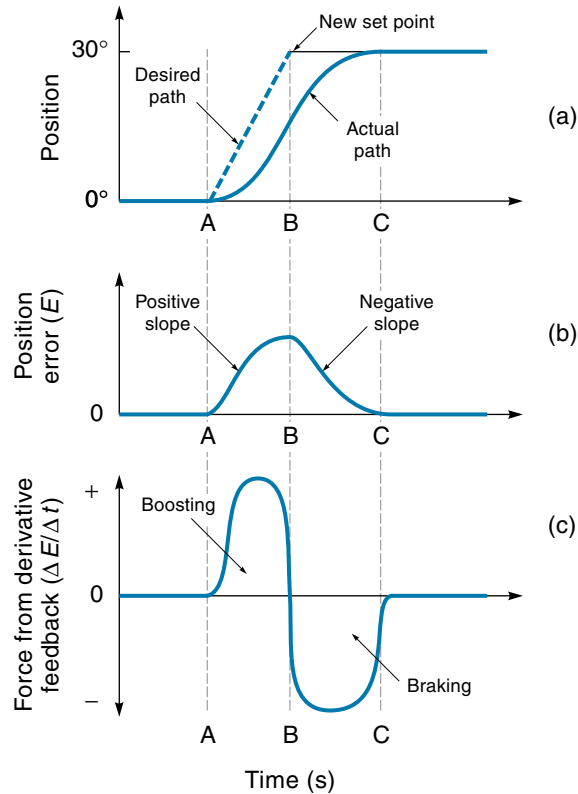 New set point
30°
Desired
path
Actual
path
Position
(a)
0°
A B C
Position
error (E)
Positive
slope
Negative
slope
(b)
0
A B C
Force from derivative
feedback (ΔE/Δt)
+
Boosting
(c)
0
Braking
–
A B C
Time (s)